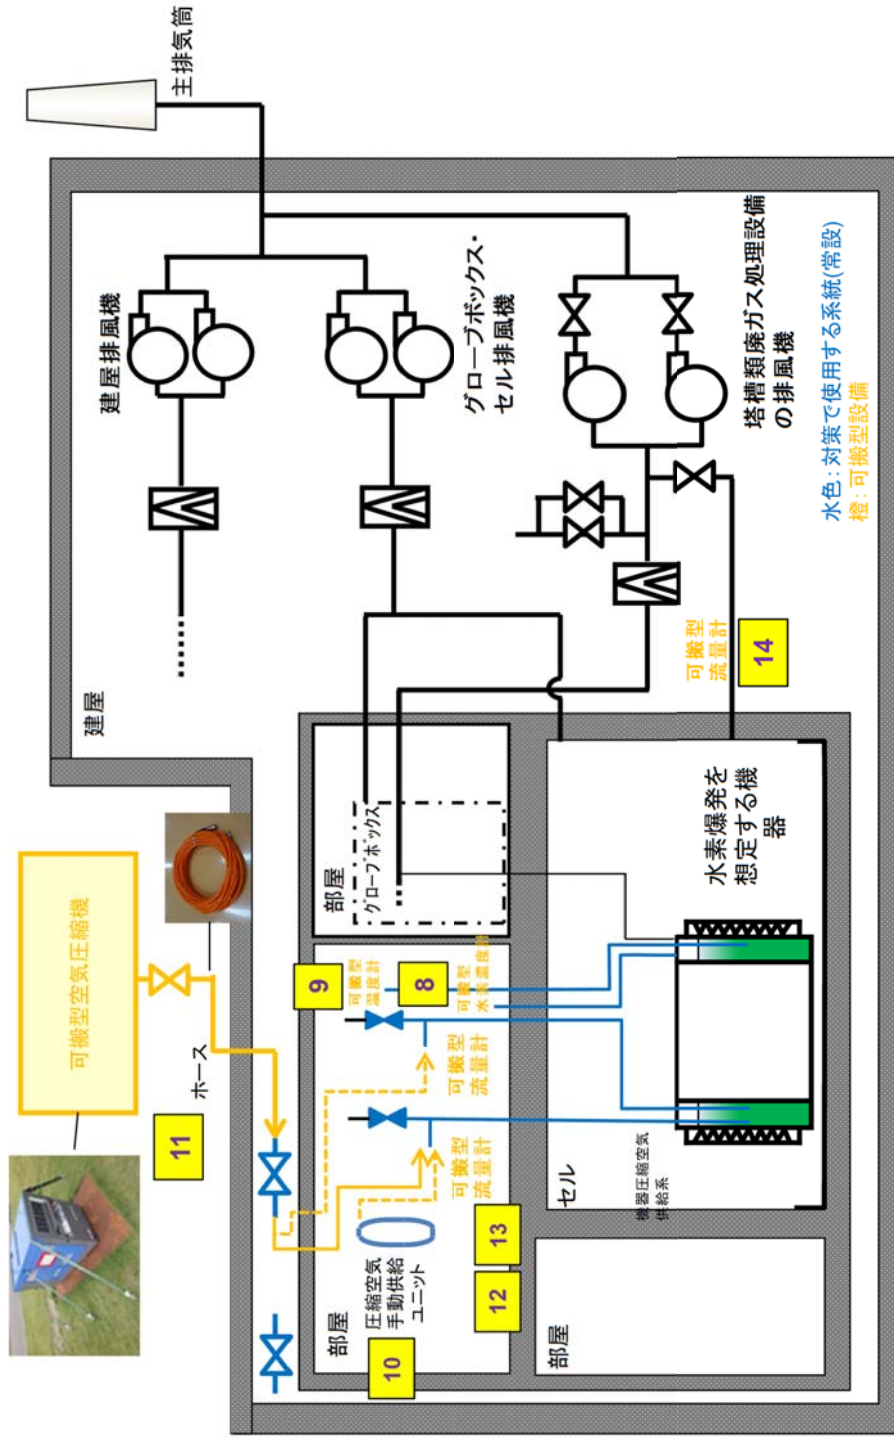 主排気筒
建屋排風機
グローブボックス・
セル排風機
塔槽類廃ガス処理設備
の排風機
水色：対策で使用する系統(常設)
橙：可搬型設備
建屋
可搬型
流量計
14
可搬型空気圧縮機
11
ホース
部屋
グローブボックス
9
可搬型
温度計
8
可搬型
水素濃度計
可搬型
流量計
可搬型
流量計
部屋
圧縮空気
手動供給
ユニット
10
12
13
セル
機器圧縮空気
供給系
水素爆発を
想定する機
器
部屋